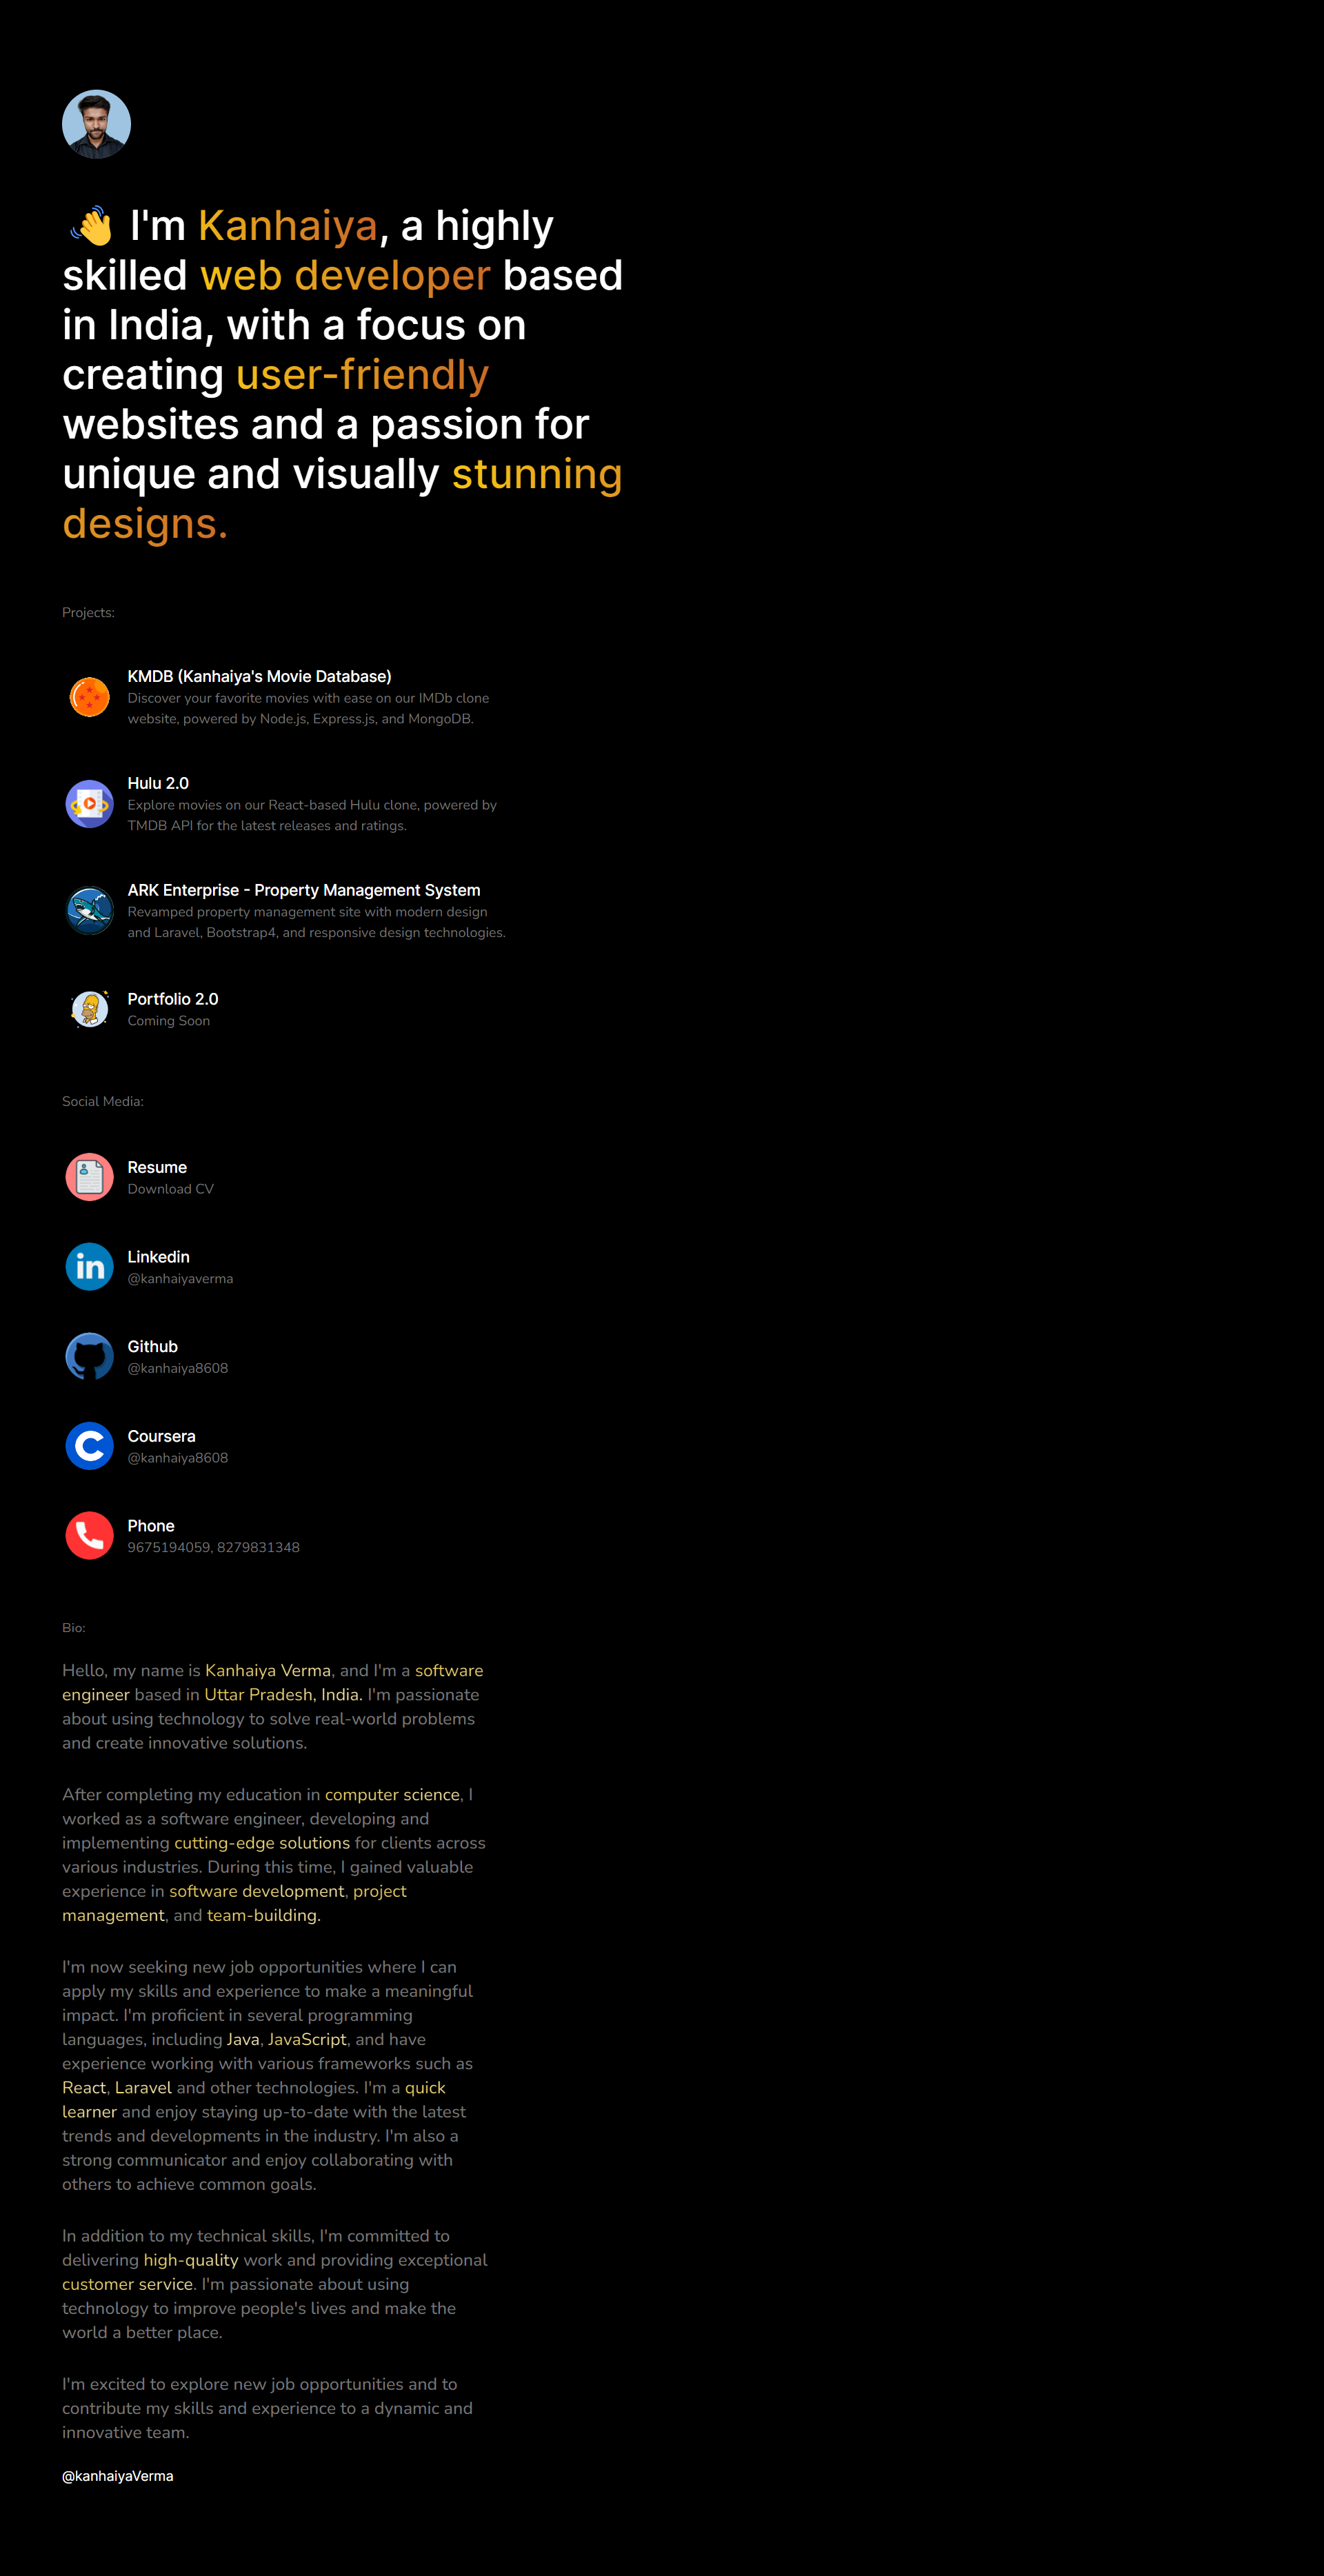 I'm Kanhaiya, a highly
skilled web developer based
in India, with a focus on
creating user-friendly
websites and a passion for
unique and visually stunning
designs.
Projects:
KMDB (Kanhaiya's Movie Database)
Discover your favorite movies with ease on our IMDb clone
website, powered by Node.js, Express.js, and MongoDB.
Hulu 2.0
Explore movies on our React-based Hulu clone, powered by
TMDB API for the latest releases and ratings.
ARK Enterprise - Property Management System
Revamped property management site with modern design
and Laravel, Bootstrap4, and responsive design technologies.
Portfolio 2.0
Coming Soon
Social Media:
Resume
Download CV
in
Linkedin
@kanhaiyaverma
Github
@kanhaiya8608
C
Coursera
@kanhaiya8608
Phone
9675194059, 8279831348
Bio:
Hello, my name is Kanhaiya Verma, and I'm a software
engineer based in Uttar Pradesh, India. I'm passionate
about using technology to solve real-world problems
and create innovative solutions.
After completing my education in computer science, I
worked as a software engineer, developing and
implementing cutting-edge solutions for clients across
various industries. During this time, I gained valuable
experience in software development, project
management, and team-building.
I'm now seeking new job opportunities where I can
apply my skills and experience to make a meaningful
impact. I'm proficient in several programming
languages, including Java, JavaScript, and have
experience working with various frameworks such as
React, Laravel and other technologies. I'm a quick
learner and enjoy staying up-to-date with the latest
trends and developments in the industry. I'm also a
strong communicator and enjoy collaborating with
others to achieve common goals.
In addition to my technical skills, I'm committed to
delivering high-quality work and providing exceptional
customer service. I'm passionate about using
technology to improve people's lives and make the
world a better place.
I'm excited to explore new job opportunities and to
contribute my skills and experience to a dynamic and
innovative team.
@kanhaiyaVerma